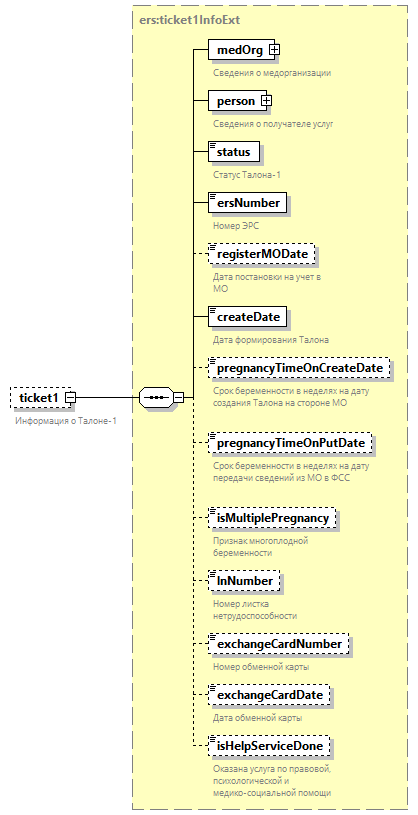 ers:ticket1InfoExt
medOrg
Сведения о медорганизации
person
Сведения о получателе услуг
status
Статус Талона-1
ersNumber
Номер ЭРС
registerMODate
Дата постановки на учет в
МО
createDate
Дата формирования Талона
pregnancyTimeOnCreateDate
Срок беременности в неделях на дату
создания Талона на стороне МО
ticket1
Информация о Талоне-1
pregnancyTimeOnPutDate
Срок беременности в неделях на дату
передачи сведений из МО в ФСС
isMultiplePregnancy
Признак многоплодной
беременности
lnNumber
Номер листка
нетрудоспособности
exchangeCardNumber
Номер обменной карты
exchangeCardDate
Дата обменной карты
isHelpServiceDone
Оказана услуга по правовой,
психологической и
медико-социальной помощи